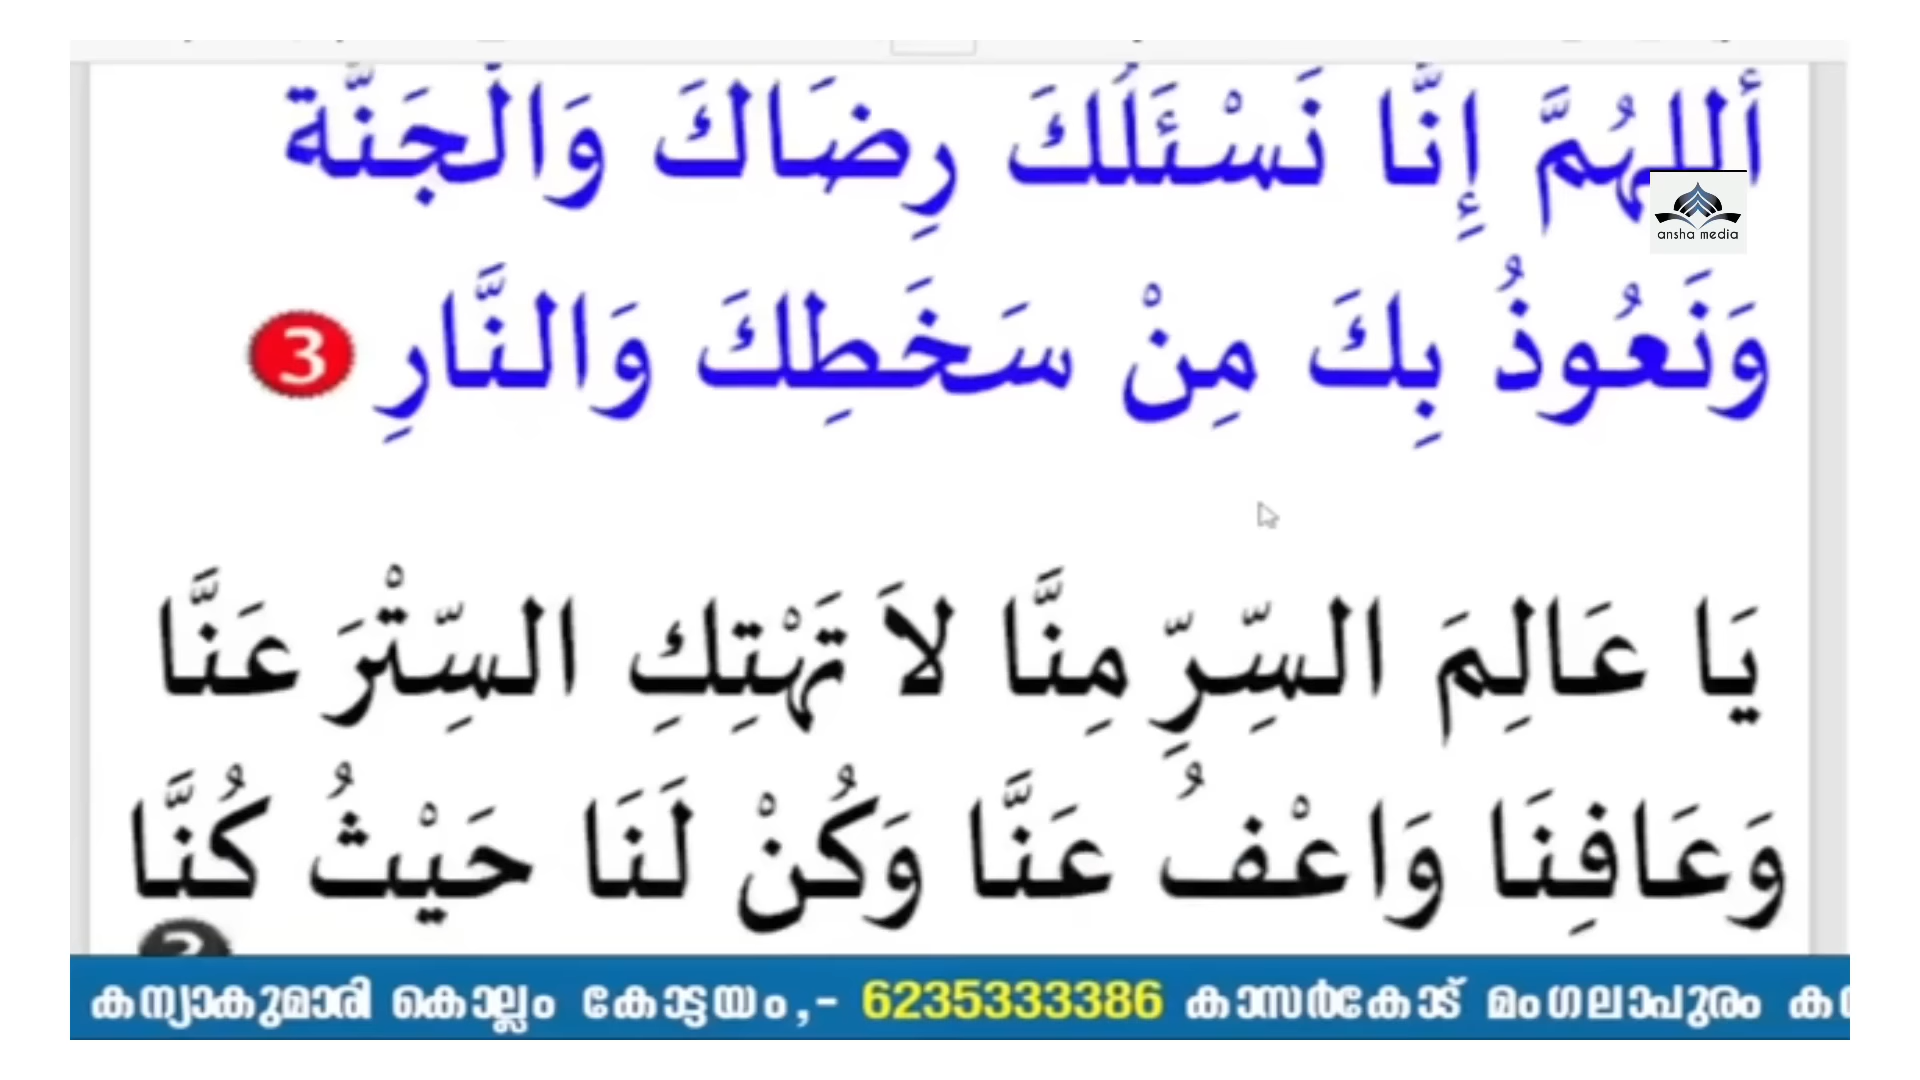 أَللهُمَّ إِنَّا نَسْئَلُكَ رِضَاكَ وَالْجَنَّة
ansha media
وَنَعُوذُ بِكَ مِنْ سَخَطِكَ وَالنَّارِ 3
يَا عَالِمَ السِّرِّ مِنَّا لاَ تَهْتِكِ السِّتْرَ عَنَّا
وَعَافِنَا وَاعْفُ عَنَّا وَكُنْ لَنَا حَيْثُ كُنَّا
കന്യാകുമാരി കൊല്ലം കോട്ടയം,- 6235333386 കാസർകോട് മംഗലാപുരം